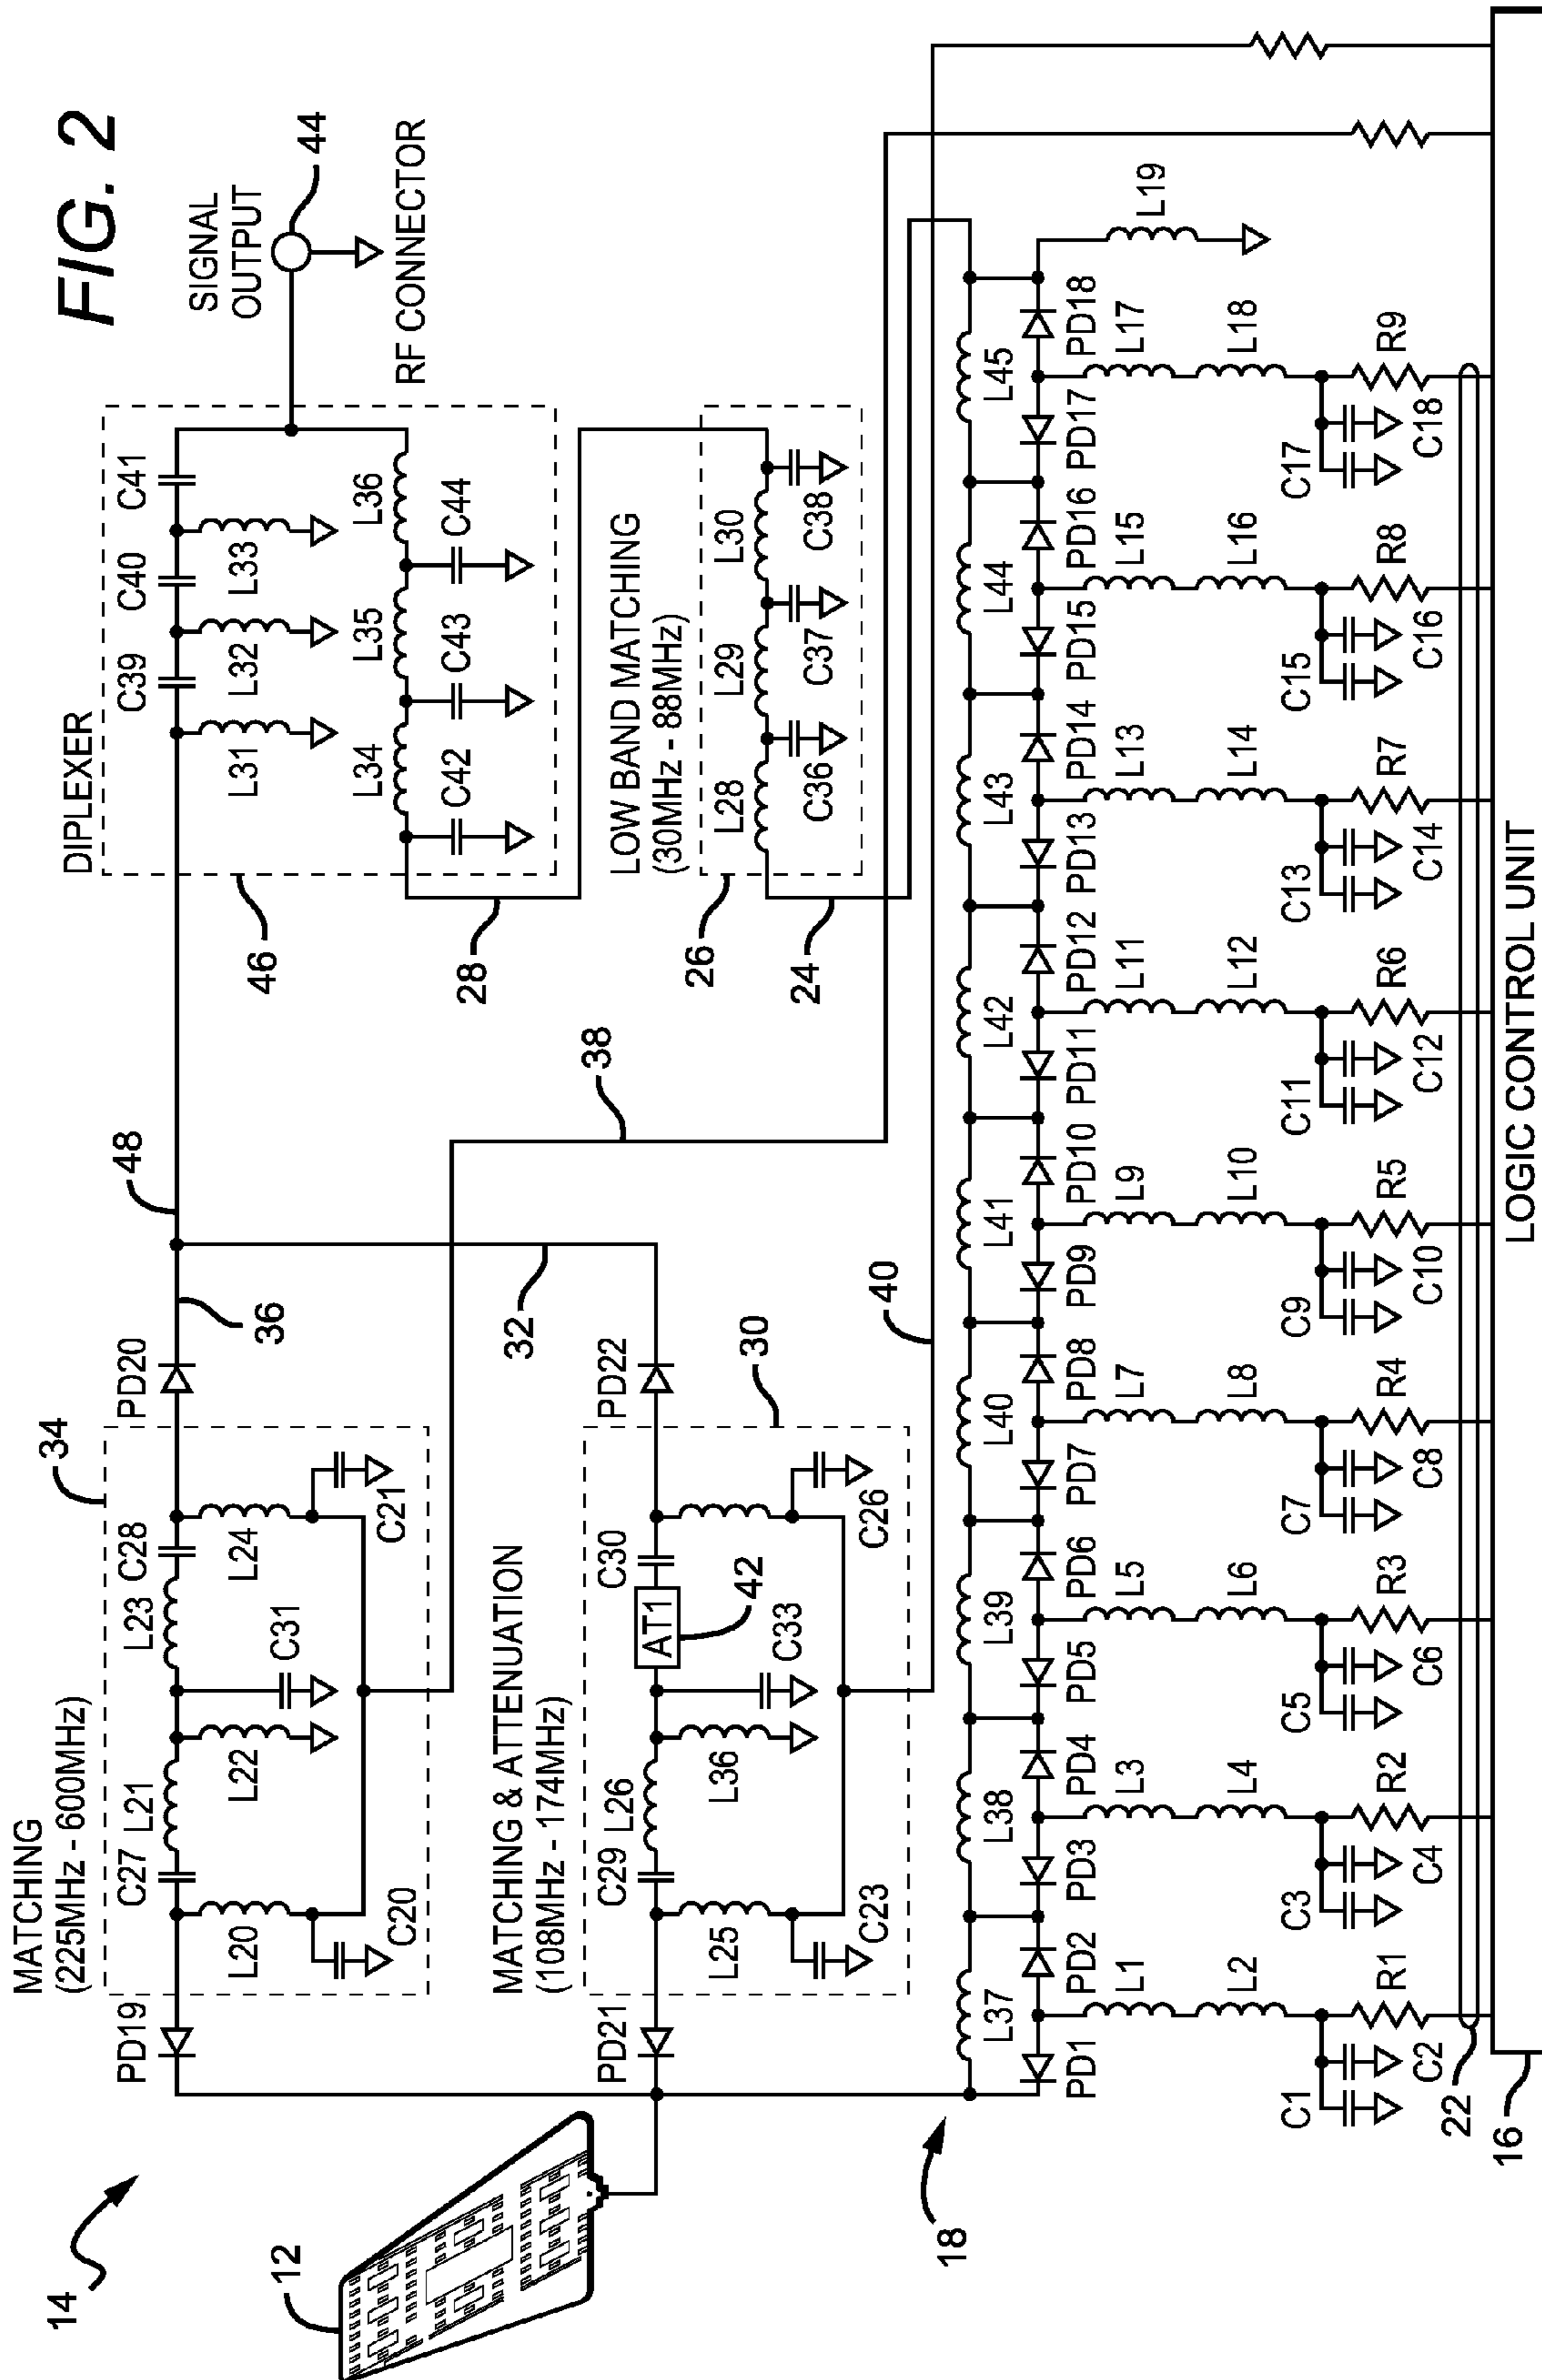 FIG. 2
14
12
MATCHING
(225MHz - 600MHz)
34
PD19
C27
L21
L23
C28
PD20
36
48
L20
L22
C31
L24
C20
C21
MATCHING & ATTENUATION
(108MHz - 174MHz)
30
PD21
C29
L26
AT1
42
C30
PD22
32
L25
L36
C33
C23
C26
38
40
DIPLEXER
46
C39
C40
C41
L31
L32
L33
L34
L35
L36
C42
C43
C44
SIGNAL
OUTPUT
44
RF CONNECTOR
28
LOW BAND MATCHING
(30MHz - 88MHz)
26
L28
L29
L30
C36
C37
C38
24
18
L37
L38
L39
L40
L41
L42
L43
L44
L45
PD1
PD2
PD3
PD4
PD5
PD6
PD7
PD8
PD9
PD10
PD11
PD12
PD13
PD14
PD15
PD16
PD17
PD18
L19
L1
L3
L5
L7
L9
L11
L13
L15
L17
L2
L4
L6
L8
L10
L12
L14
L16
L18
C1
C3
C5
C7
C9
C11
C13
C15
C17
C2
R1
C4
R2
C6
R3
C8
R4
C10
R5
C12
R6
C14
R7
C16
R8
C18
R9
22
16
LOGIC CONTROL UNIT